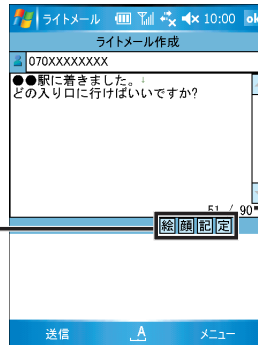 ライトメール 10:00 ok
ライトメール作成
070XXXXXXXX
●●駅に着きました。↓
どの入り口に行けばいいですか?
51 / 90
絵 顔 記 定
送信 A メニュー